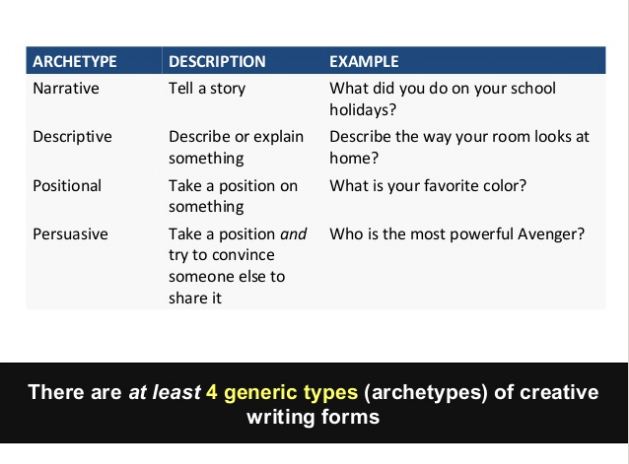 ARCHETYPE DESCRIPTION EXAMPLE
Narrative Tell a story What did you do on your school
holidays?
Descriptive Describe or explain Describe the way your room looks at
something home?
Positional Take a position on What is your favorite color?
something
Persuasive Take a position and Who is the most powerful Avenger?
try to convince
someone else to
share it
There are at least 4 generic types (archetypes) of creative
writing forms